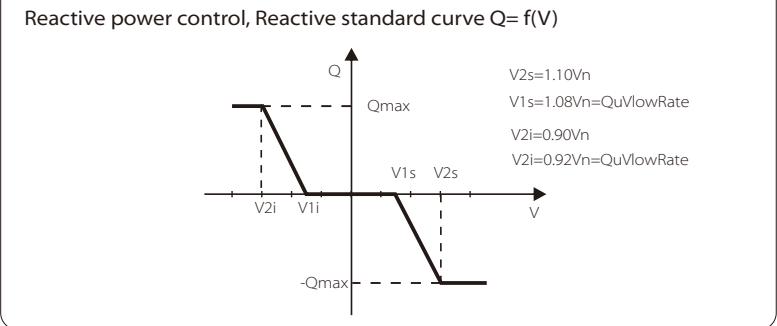 Reactive power control, Reactive standard curve Q= f(V)
Q
V2s=1.10Vn
Qmax
V1s=1.08Vn=QuVlowRate
V2i=0.90Vn
V2i=0.92Vn=QuVlowRate
V1s V2s
V2i V1i
V
-Qmax